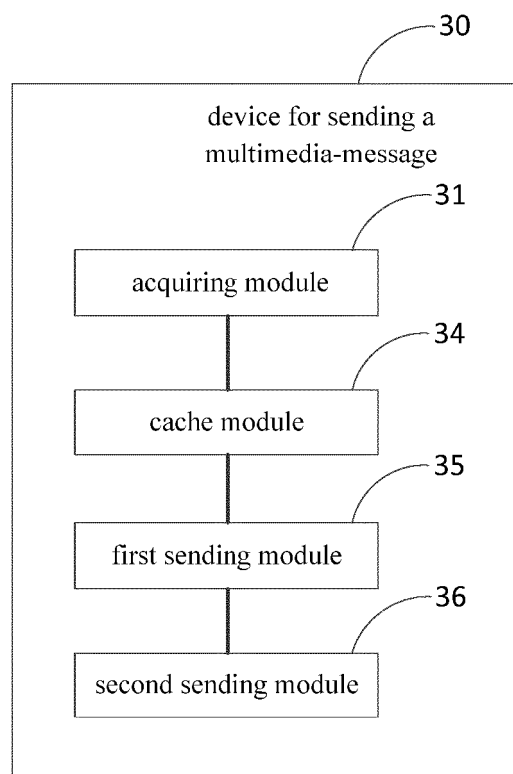 30
device for sending a
multimedia-message
31
acquiring module
34
cache module
35
first sending module
36
second sending module